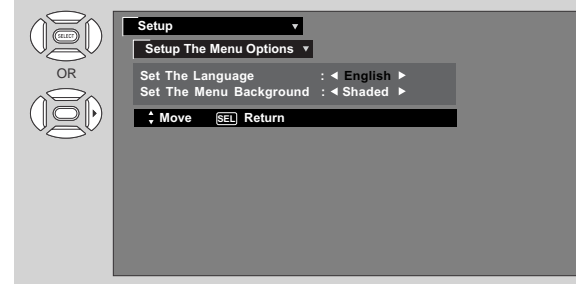 SELECT
OR
Setup ▼
Setup The Menu Options ▼
Set The Language : ◀ English ▶
Set The Menu Background : ◀ Shaded ▶
Move SEL Return